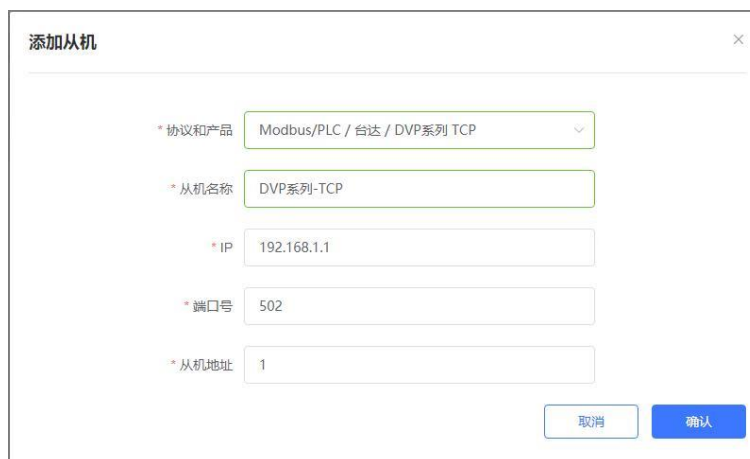 添加从机
* 协议和产品 Modbus/PLC / 台达 / DVP系列 TCP
* 从机名称 DVP系列-TCP
* IP 192.168.1.1
* 端口号 502
* 从机地址 1
取消 确认